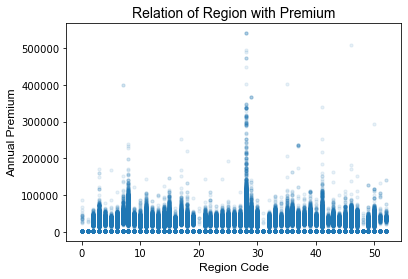 Relation of Region with Premium
500000
400000
300000
200000
100000
0
Annual Premium
0 10 20 30 40 50
Region Code